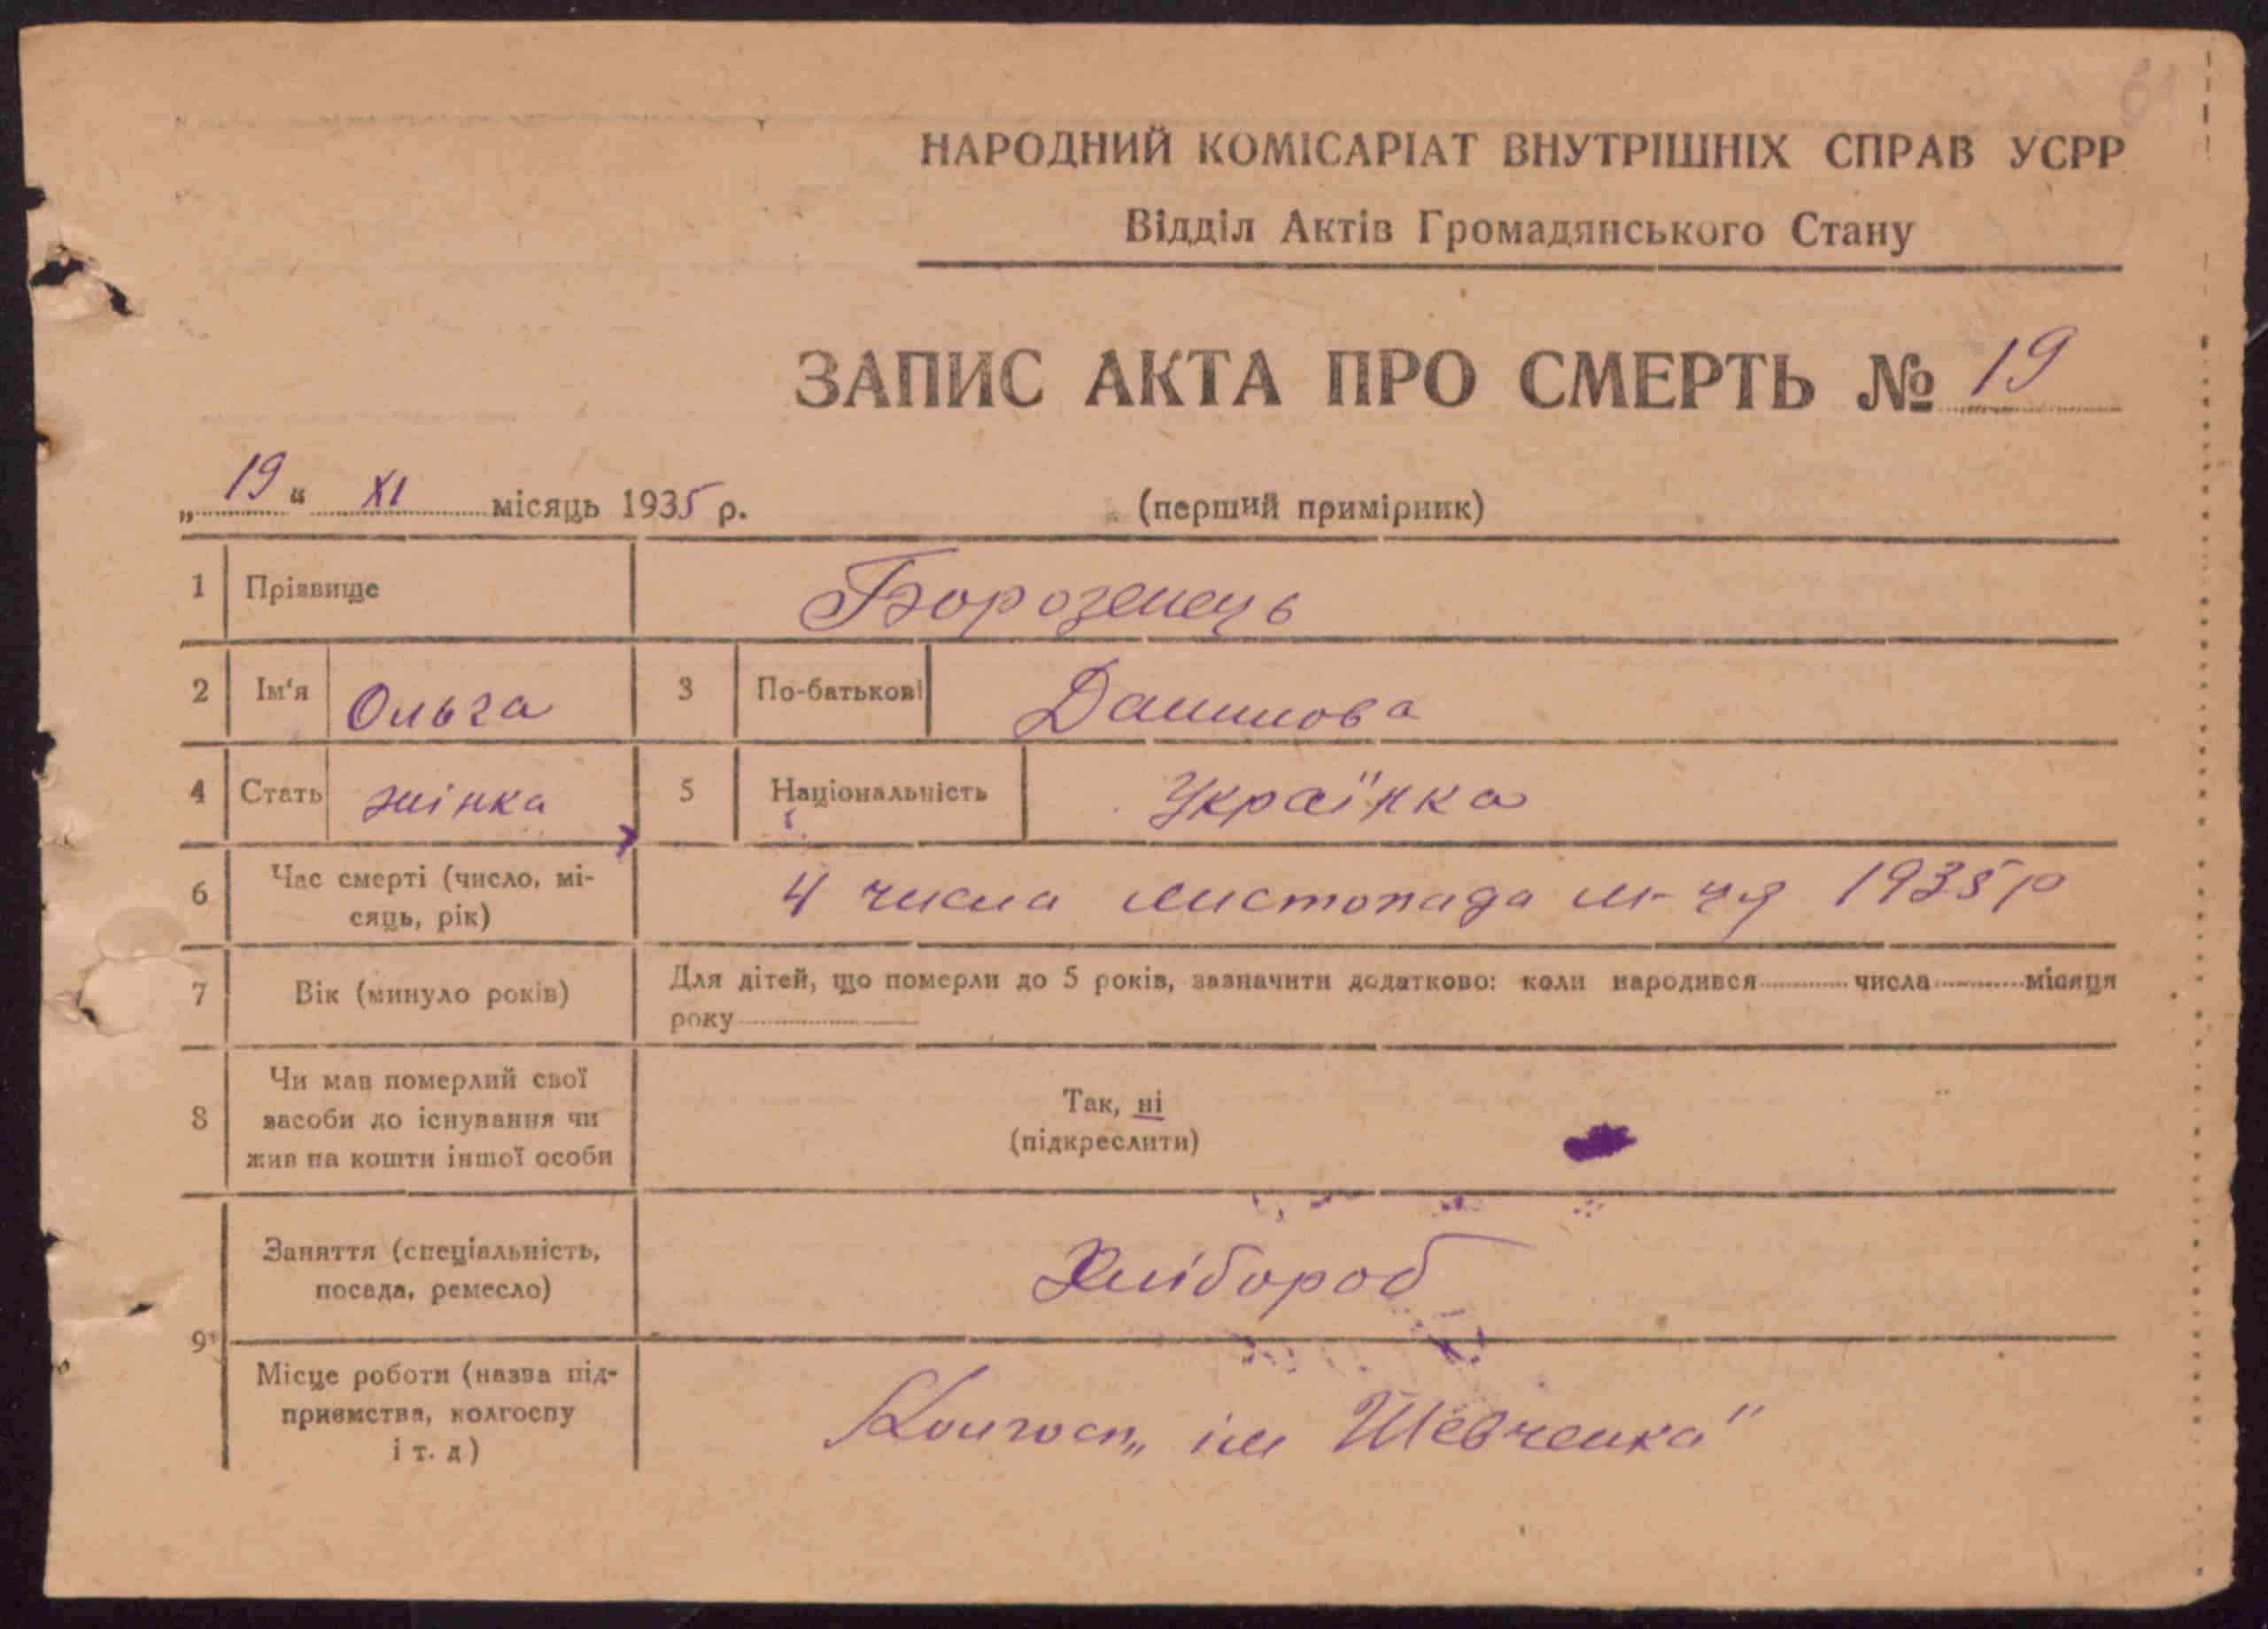 НАРОДНИЙ КОМІСАРІАТ ВНУТРІШНІХ СПРАВ УСРР
Відділ Актів Громадянського Стану
ЗАПИС АКТА ПРО СМЕРТЬ № 19
„19“ XI місяць 1935 р. (перший примірник)
1 Прізвище Борозенець
2 Ім'я Ольга 3 По-батькові Данилова
4 Стать жінка 5 Національність Українка
6 Час смерті (число, мі-
сяць, рік) 4 числа листопада м-ця 1935 р
7 Вік (минуло років) Для дітей, що померли до 5 років, зазначити додатково: коли народився числа місяця
року
8 Чи мав померлий свої
засоби до існування чи
жив на кошти іншої особи
Так, ні
(підкреслити)
9 Заняття (спеціальність,
посада, ремесло) Хлібороб
Місце роботи (назва під-
приємства, колгоспу
і т. д.) Колгосп „ім Шевченка"